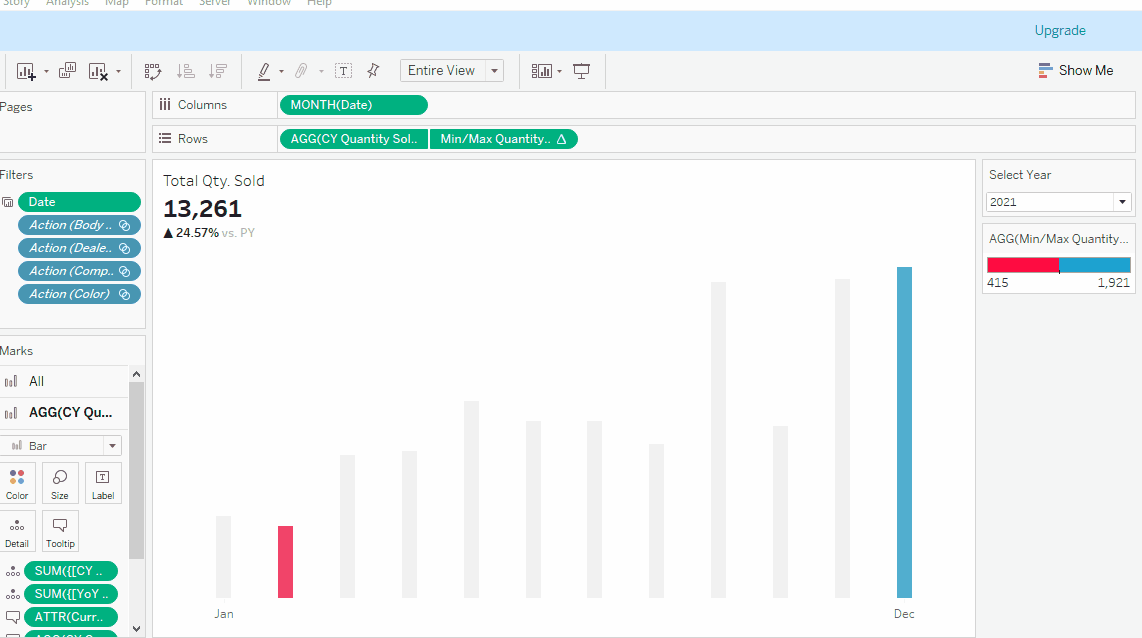 Story Analysis Map Format Server Window Help
Upgrade
Entire View
Show Me
Pages
Columns
MONTH(Date)
Rows
AGG(CY Quantity Sol.. Min/Max Quantity..
Filters
Date
Action (Body ..
Action (Deale..
Action (Comp..
Action (Color)
Total Qty. Sold
13,261
▲ 24.57% vs. PY
Jan
Dec
Select Year
2021
AGG(Min/Max Quantity...
415 1,921
Marks
All
AGG(CY Qu...
Bar
Color Size Label
Detail Tooltip
SUM({[CY ..
SUM({[YoY ..
ATTR(Curr..